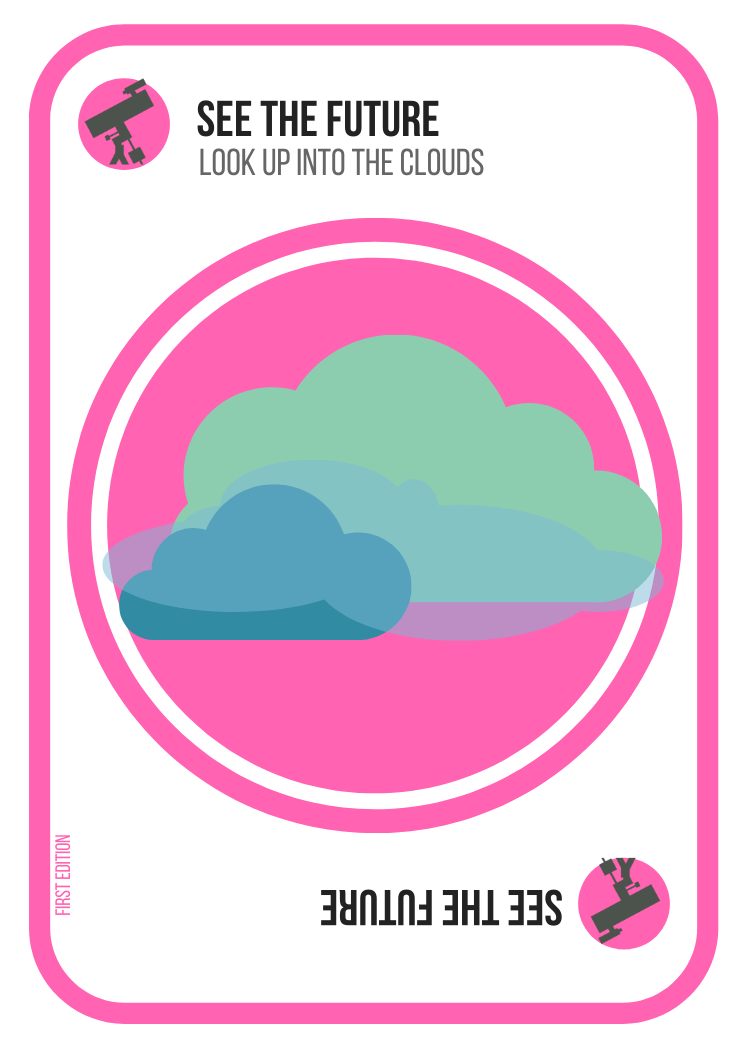 SEE THE FUTURE
LOOK UP INTO THE CLOUDS
FIRST EDITION
SEE THE FUTURE